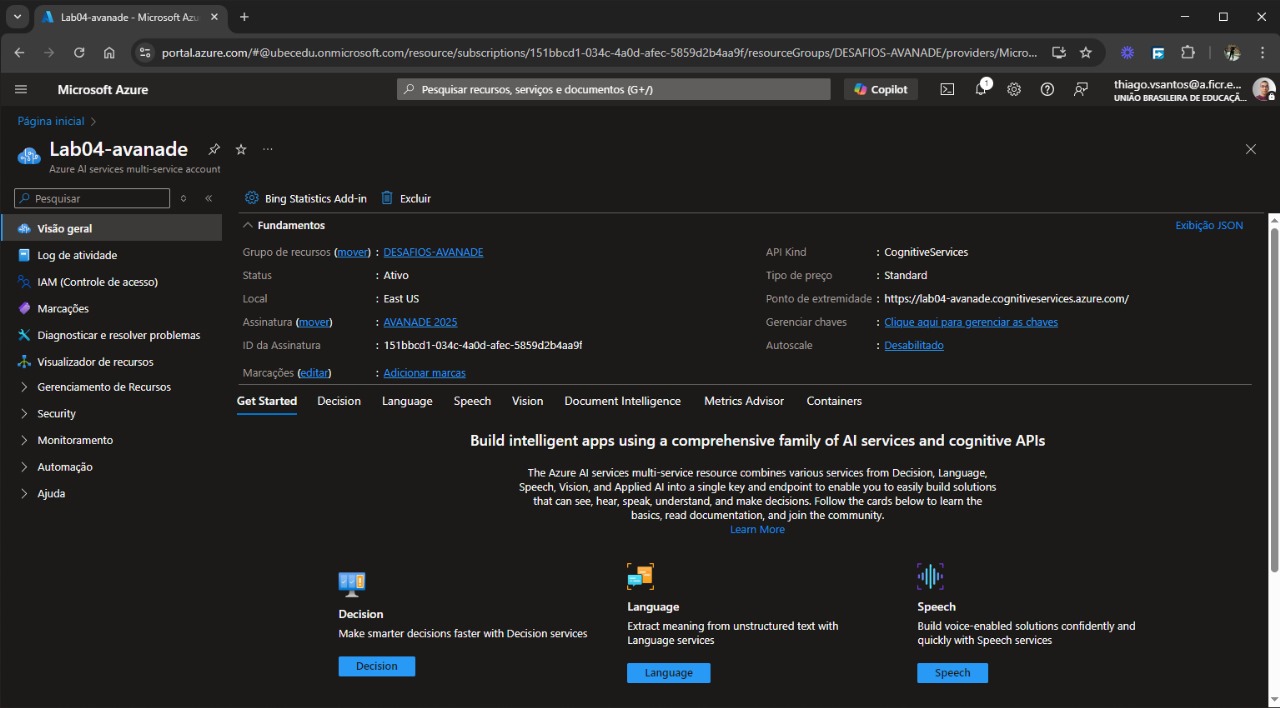 Lab04-avanade - Microsoft Azu
portal.azure.com/#@ubecedu.onmicrosoft.com/resource/subscriptions/151bbcd1-034c-4a0d-afec-5859d2b4aa9f/resourceGroups/DESAFIOS-AVANADE/providers/Micro...
Microsoft Azure
Pesquisar recursos, serviços e documentos (G+/)
Copilot
1
thiago.vsantos@a.ficr.e...
UNIÃO BRASILEIRA DE EDUCAÇÃ...
Página inicial >
Lab04-avanade
Azure AI services multi-service account
Pesquisar
Bing Statistics Add-in
Excluir
Visão geral
Log de atividade
IAM (Controle de acesso)
Marcações
Diagnosticar e resolver problemas
Visualizador de recursos
Gerenciamento de Recursos
Security
Monitoramento
Automação
Ajuda
Fundamentos
Exibição JSON
Grupo de recursos (mover) : DESAFIOS-AVANADE
Status : Ativo
Local : East US
Assinatura (mover) : AVANADE 2025
ID da Assinatura : 151bbcd1-034c-4a0d-afec-5859d2b4aa9f
Marcações (editar) : Adicionar marcas
API Kind : CognitiveServices
Tipo de preço : Standard
Ponto de extremidade : https://lab04-avanade.cognitiveservices.azure.com/
Gerenciar chaves : Clique aqui para gerenciar as chaves
Autoscale : Desabilitado
Get Started Decision Language Speech Vision Document Intelligence Metrics Advisor Containers
Build intelligent apps using a comprehensive family of AI services and cognitive APIs
The Azure AI services multi-service resource combines various services from Decision, Language,
Speech, Vision, and Applied AI into a single key and endpoint to enable you to easily build solutions
that can see, hear, speak, understand, and make decisions. Follow the cards below to learn the
basics, read documentation, and join the community.
Learn More
Decision
Make smarter decisions faster with Decision services
Decision
Language
Extract meaning from unstructured text with
Language services
Language
Speech
Build voice-enabled solutions confidently and
quickly with Speech services
Speech